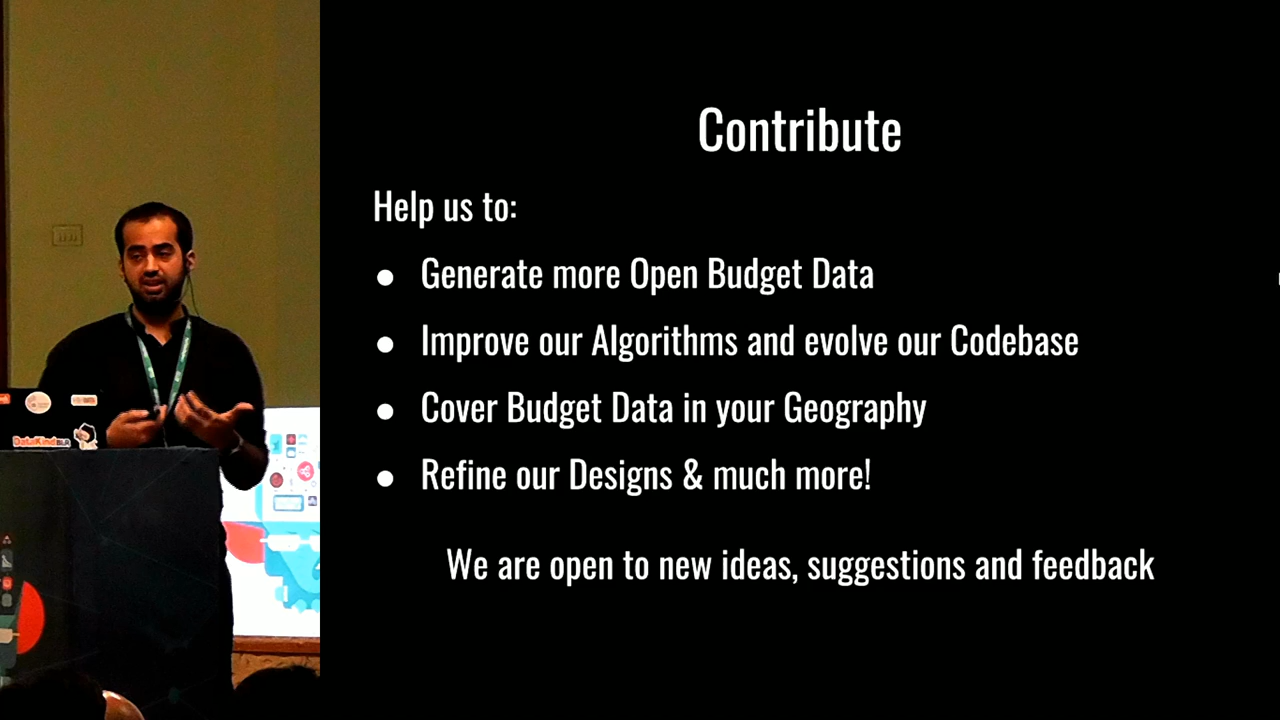 Contribute
Help us to:
● Generate more Open Budget Data
● Improve our Algorithms and evolve our Codebase
● Cover Budget Data in your Geography
● Refine our Designs & much more!
We are open to new ideas, suggestions and feedback
DataKindBLR